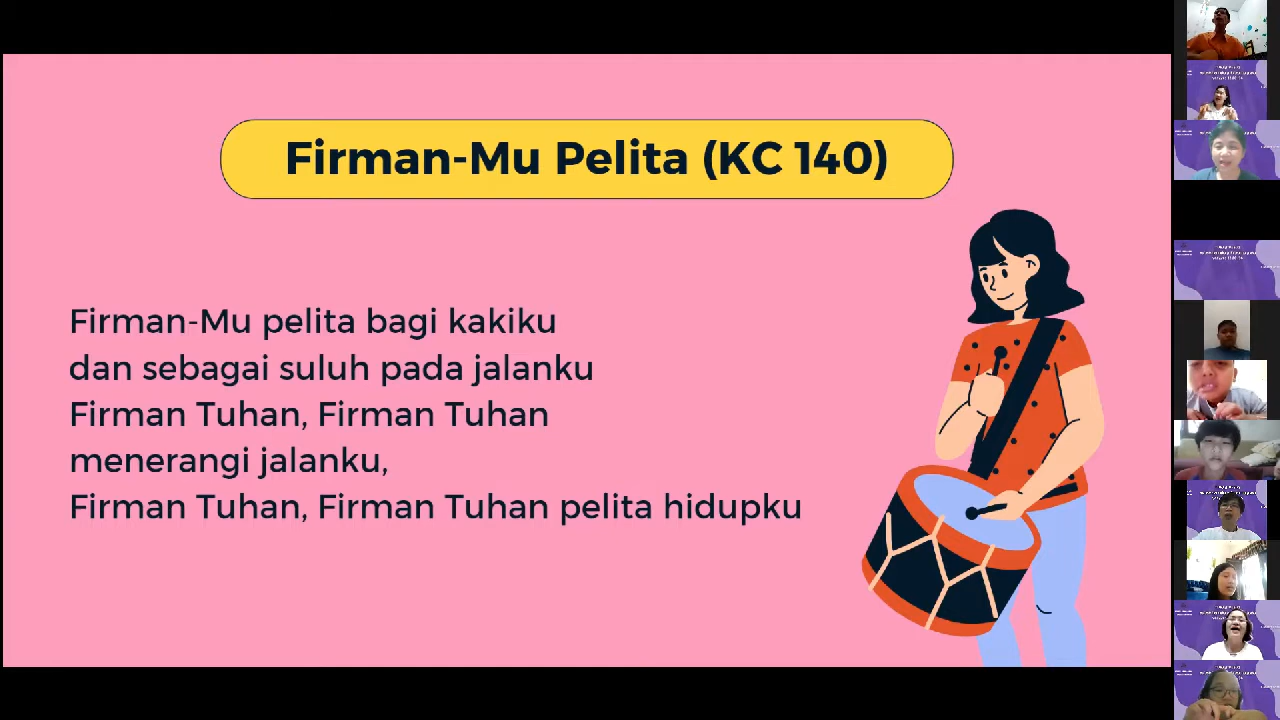 Firman-Mu Pelita (KC 140)
Firman-Mu pelita bagi kakiku
dan sebagai suluh pada jalanku
Firman Tuhan, Firman Tuhan
menerangi jalanku,
Firman Tuhan, Firman Tuhan pelita hidupku